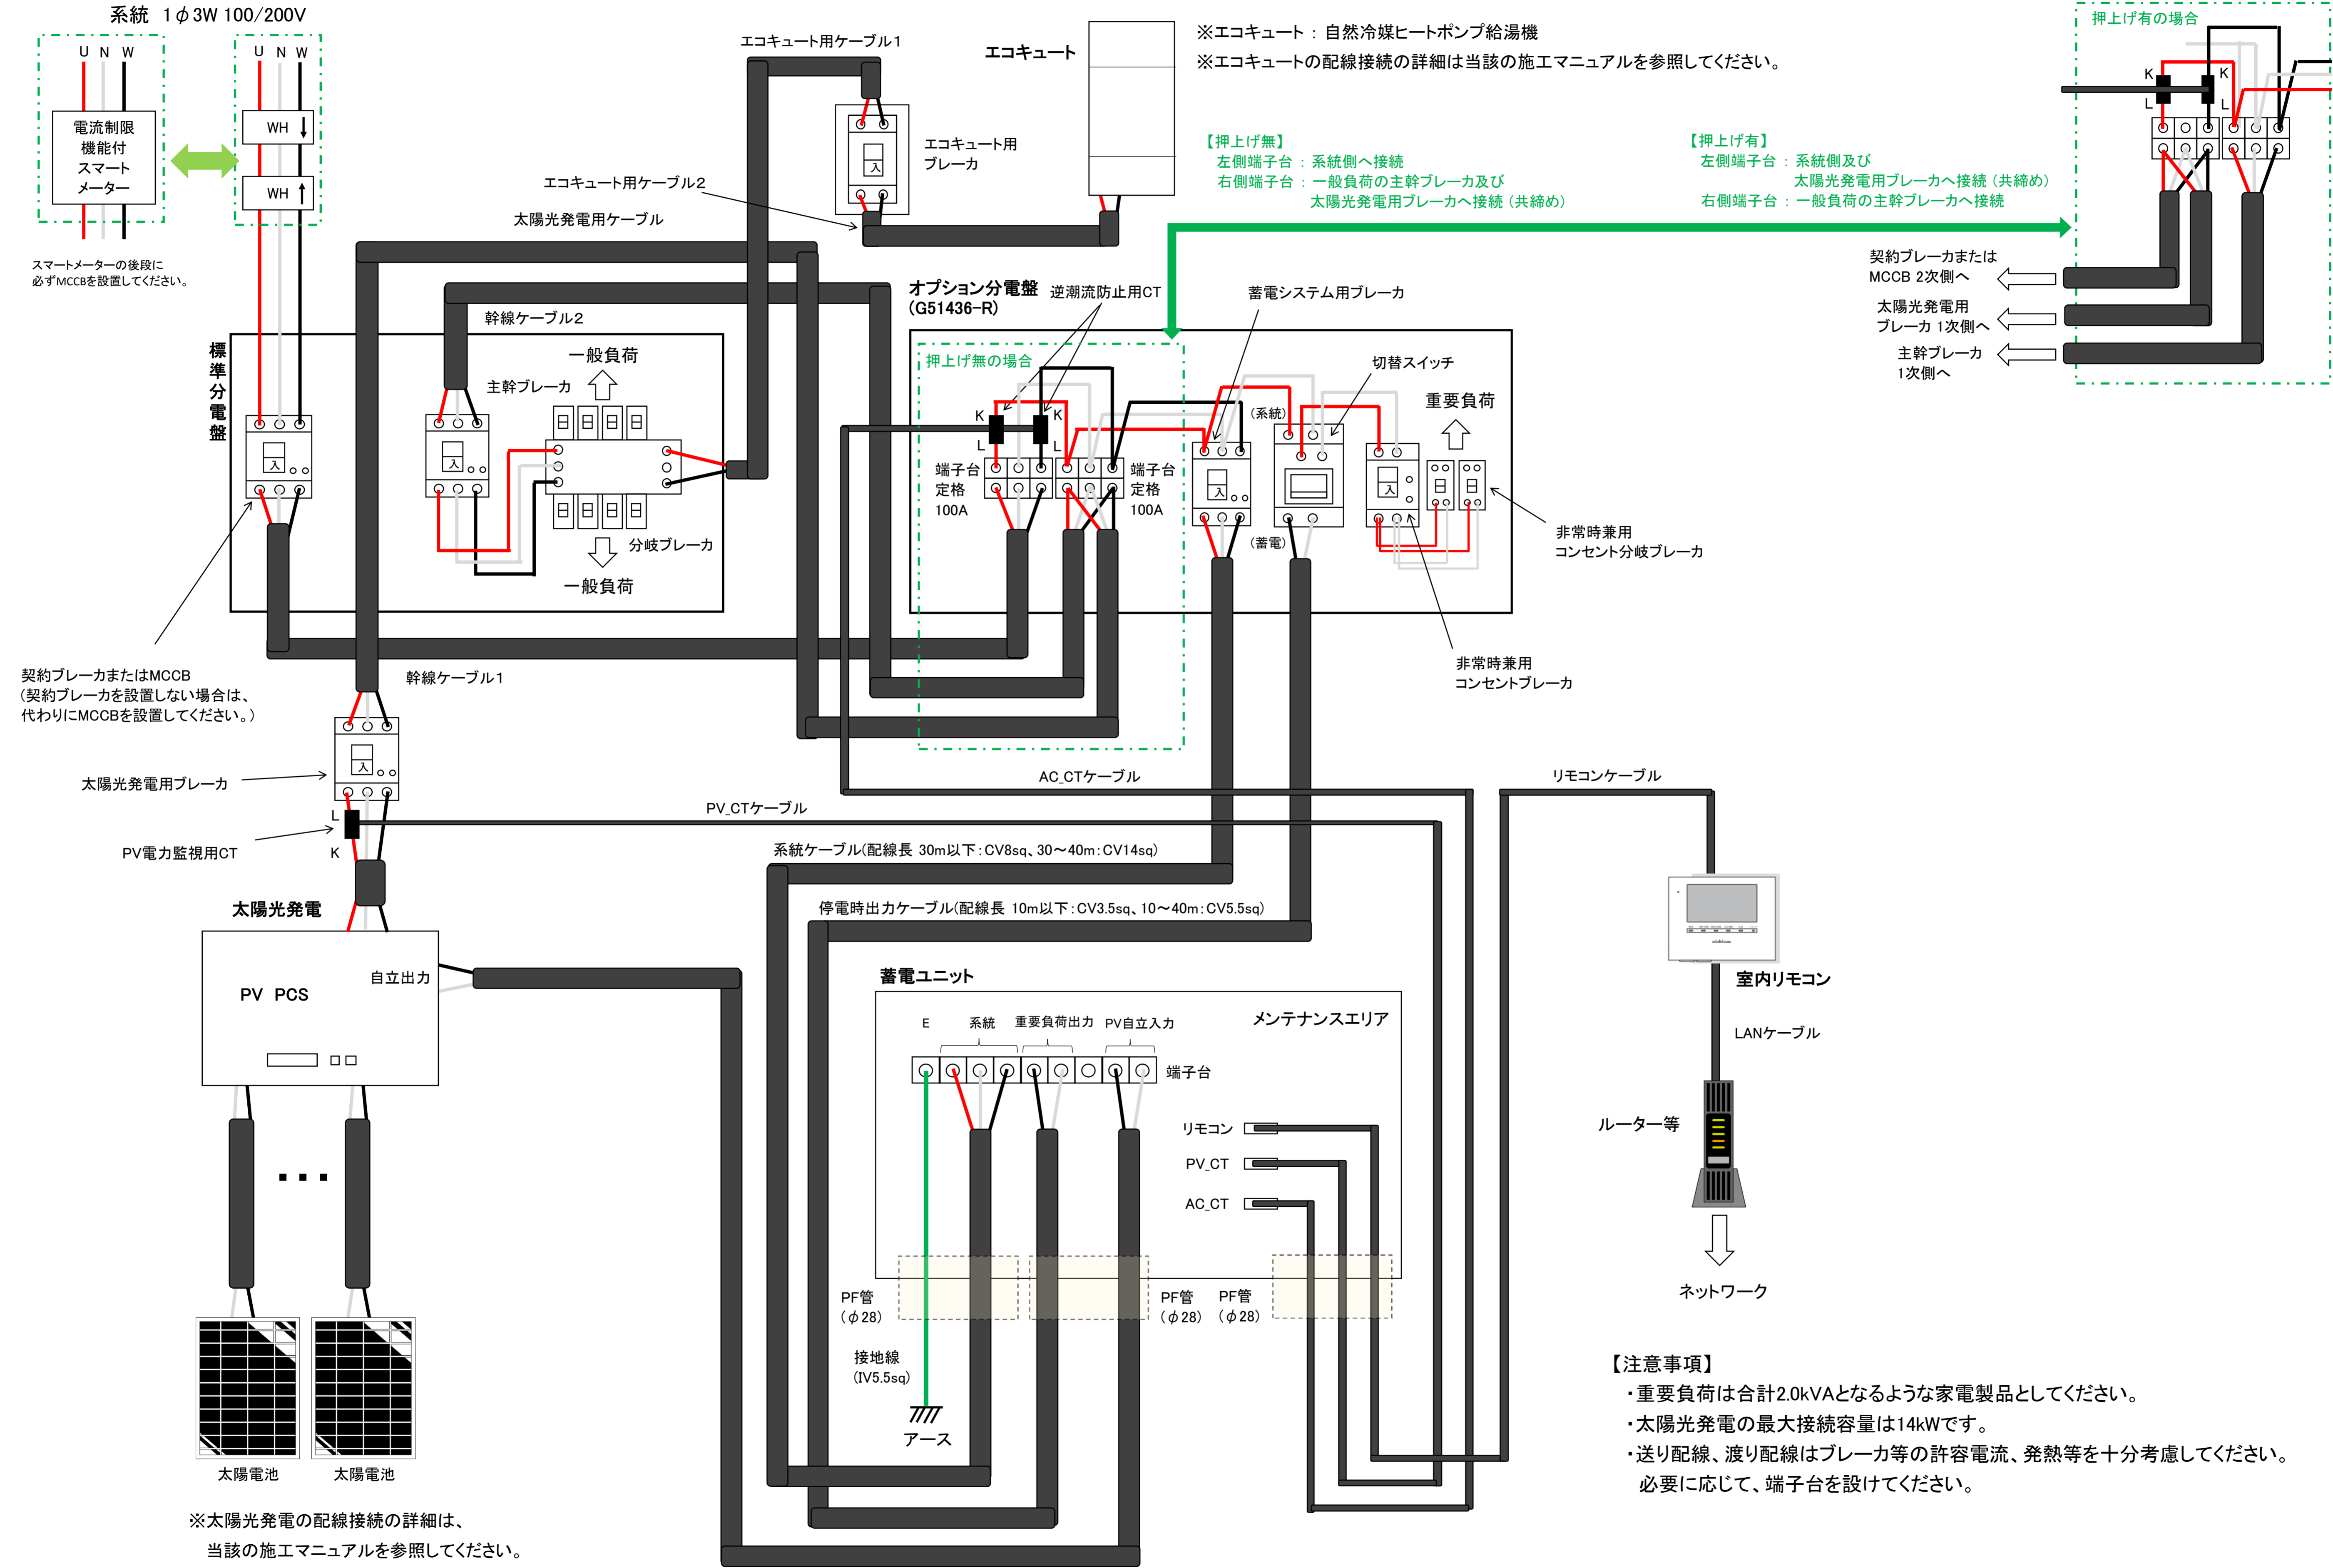 系統 1φ3W 100/200V
U N W
電流制限
機能付
スマート
メーター
スマートメーターの後段に
必ずMCCBを設置してください。
U N W
WH
WH
エコキュート用ケーブル1
エコキュート
※エコキュート : 自然冷媒ヒートポンプ給湯機
※エコキュートの配線接続の詳細は当該の施工マニュアルを参照してください。
エコキュート用
ブレーカ
入
エコキュート用ケーブル2
太陽光発電用ケーブル
【押上げ無】
左側端子台 : 系統側へ接続
右側端子台 : 一般負荷の主幹ブレーカ及び
太陽光発電用ブレーカへ接続(共締め)
【押上げ有】
左側端子台 : 系統側及び
太陽光発電用ブレーカへ接続(共締め)
右側端子台 : 一般負荷の主幹ブレーカへ接続
押上げ有の場合
K
K
L
L
契約ブレーカまたは
MCCB 2次側へ
太陽光発電用
ブレーカ 1次側へ
主幹ブレーカ
1次側へ
標準分電盤
幹線ケーブル2
主幹ブレーカ
一般負荷
入
入
分岐ブレーカ
一般負荷
オプション分電盤
(G51436-R)
逆潮流防止用CT
蓄電システム用ブレーカ
押上げ無の場合
切替スイッチ
重要負荷
K
K
L
L
端子台
定格
100A
端子台
定格
100A
(系統)
(蓄電)
入
入
非常時兼用
コンセント分岐ブレーカ
非常時兼用
コンセントブレーカ
契約ブレーカまたはMCCB
(契約ブレーカを設置しない場合は、
代わりにMCCBを設置してください。)
幹線ケーブル1
入
太陽光発電用ブレーカ
L
K
PV電力監視用CT
AC_CTケーブル
リモコンケーブル
PV_CTケーブル
系統ケーブル(配線長 30m以下:CV8sq、30~40m:CV14sq)
停電時出力ケーブル(配線長 10m以下:CV3.5sq、10~40m:CV5.5sq)
太陽光発電
PV PCS
自立出力
蓄電ユニット
メンテナンスエリア
E
系統
重要負荷出力
PV自立入力
端子台
リモコン
PV_CT
AC_CT
PF管
(φ28)
PF管
(φ28)
PF管
(φ28)
接地線
(IV5.5sq)
アース
室内リモコン
LANケーブル
ルーター等
ネットワーク
太陽電池
太陽電池
※太陽光発電の配線接続の詳細は、
当該の施工マニュアルを参照してください。
【注意事項】
・重要負荷は合計2.0kVAとなるような家電製品としてください。
・太陽光発電の最大接続容量は14kWです。
・送り配線、渡り配線はブレーカ等の許容電流、発熱等を十分考慮してください。
必要に応じて、端子台を設けてください。